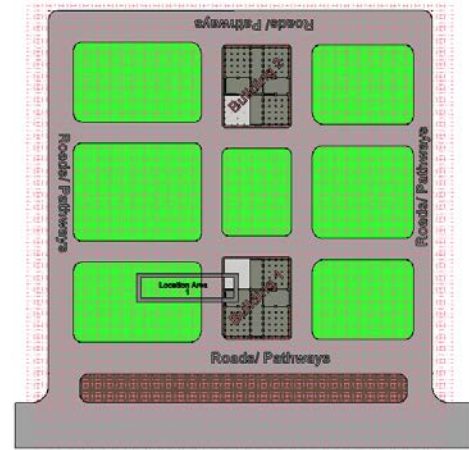 Roads/ Pathways
Building 2
Roads/ Pathways
Roads/ Pathways
Location Area
1
Building 1
Roads/ Pathways